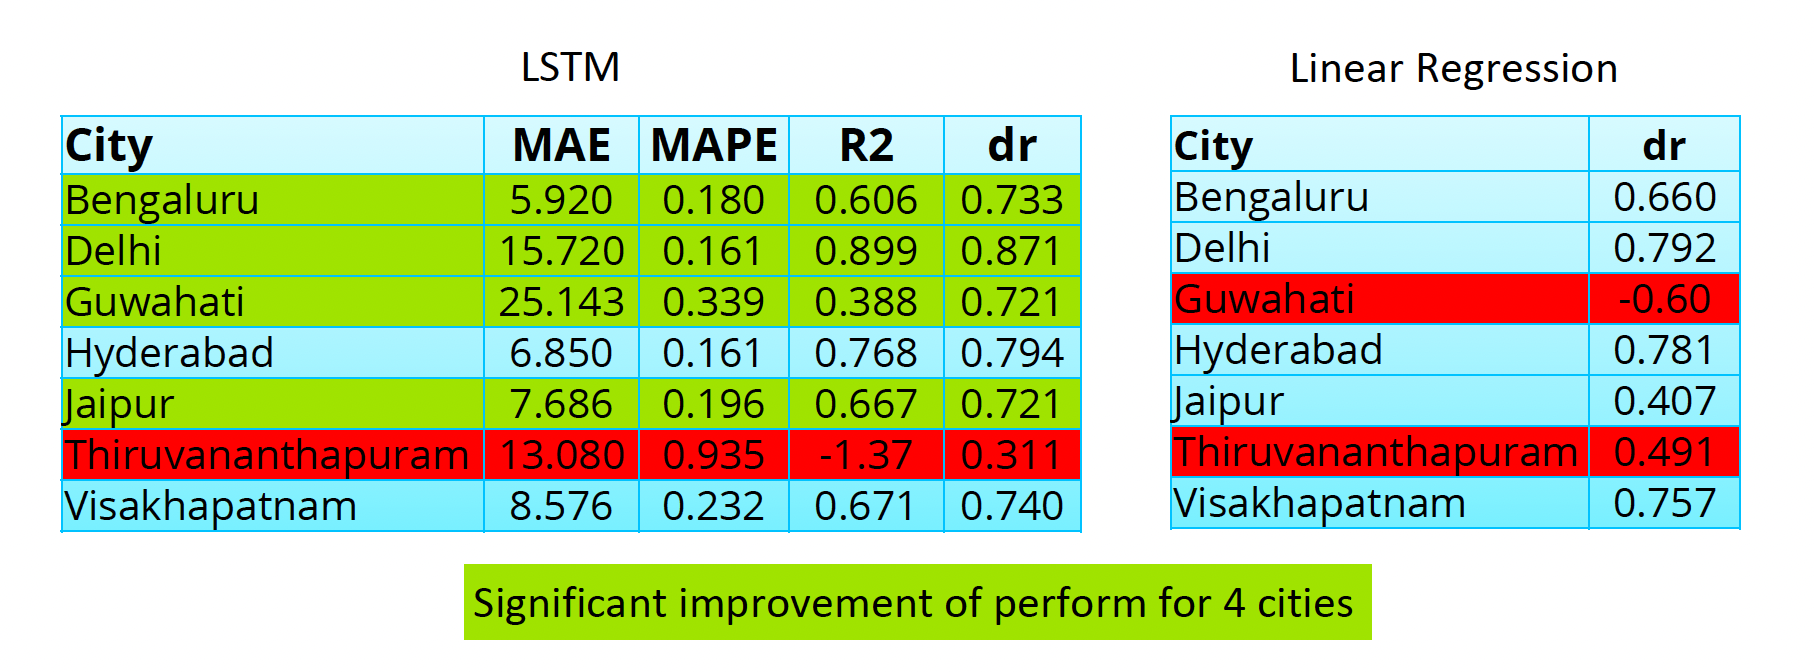 LSTM
City MAE MAPE R2 dr
Bengaluru 5.920 0.180 0.606 0.733
Delhi 15.720 0.161 0.899 0.871
Guwahati 25.143 0.339 0.388 0.721
Hyderabad 6.850 0.161 0.768 0.794
Jaipur 7.686 0.196 0.667 0.721
Thiruvananthapuram 13.080 0.935 -1.37 0.311
Visakhapatnam 8.576 0.232 0.671 0.740
Linear Regression
City dr
Bengaluru 0.660
Delhi 0.792
Guwahati -0.60
Hyderabad 0.781
Jaipur 0.407
Thiruvananthapuram 0.491
Visakhapatnam 0.757
Significant improvement of perform for 4 cities